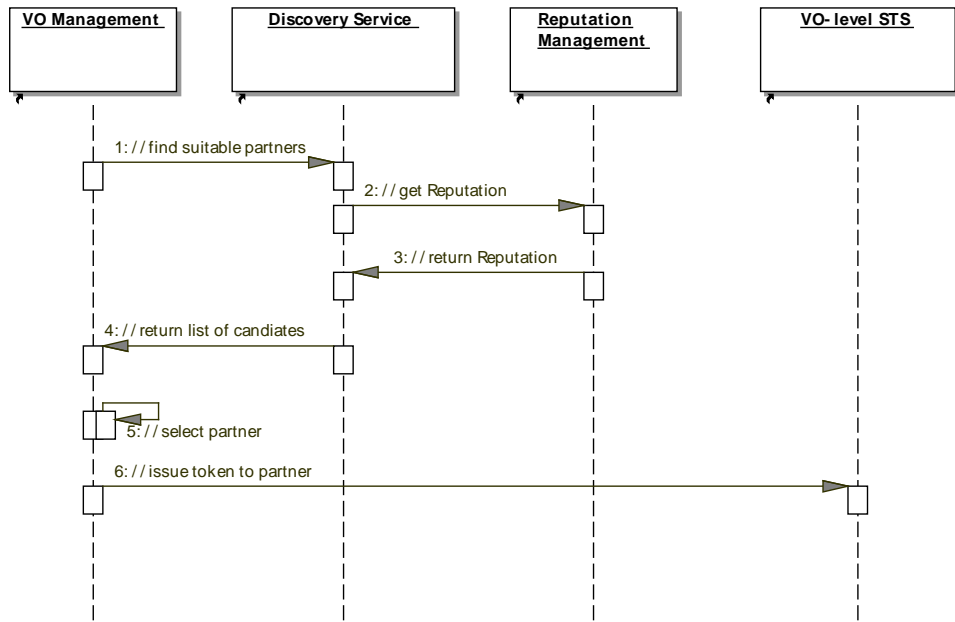 VO Management
Discovery Service
Reputation
Management
VO- level STS
1: / / find suitable partners
2: / / get Reputation
3: / / return Reputation
4: / / return list of candiates
5: / / select partner
6: / / issue token to partner